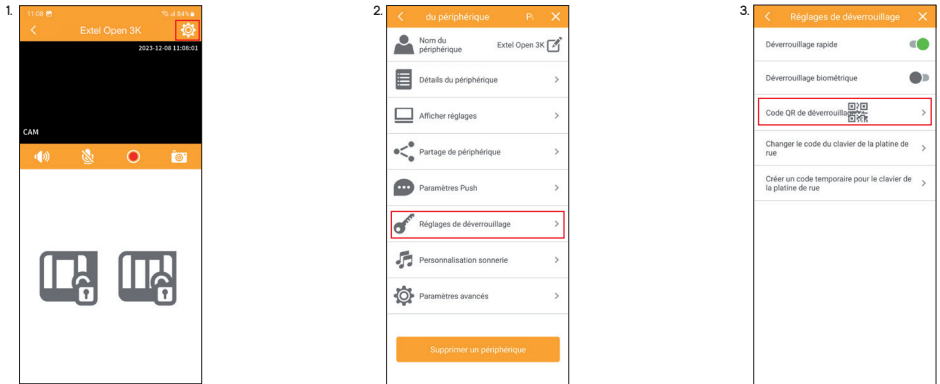 1.
11:08 84%
Extel Open 3K
2023-12-08 11:08:01
CAM
2.
du périphérique
Nom du
périphérique
Extel Open 3K
Détails du périphérique
Afficher réglages
Partage de périphérique
Paramètres Push
Réglages de déverrouillage
Personnalisation sonnerie
Paramètres avancés
Supprimer un périphérique
3.
Réglages de déverrouillage
Déverrouillage rapide
Déverrouillage biométrique
Code QR de déverrouillage
Changer le code du clavier de la platine de
rue
Créer un code temporaire pour le clavier de
la platine de rue